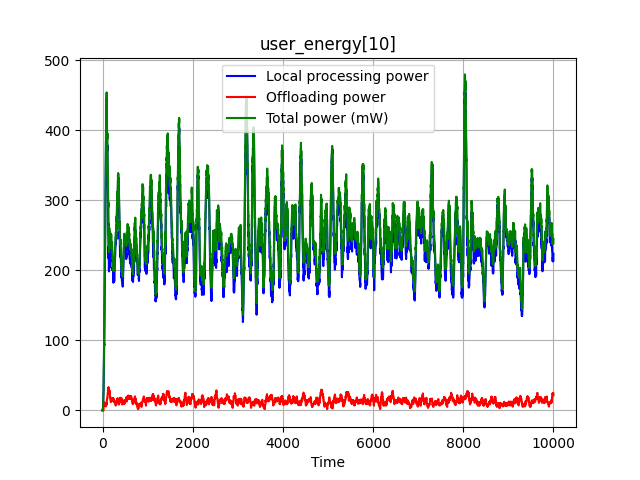 user_energy[10]
Local processing power
Offloading power
Total power (mW)
500
400
300
200
100
0
0 2000 4000 6000 8000 10000
Time